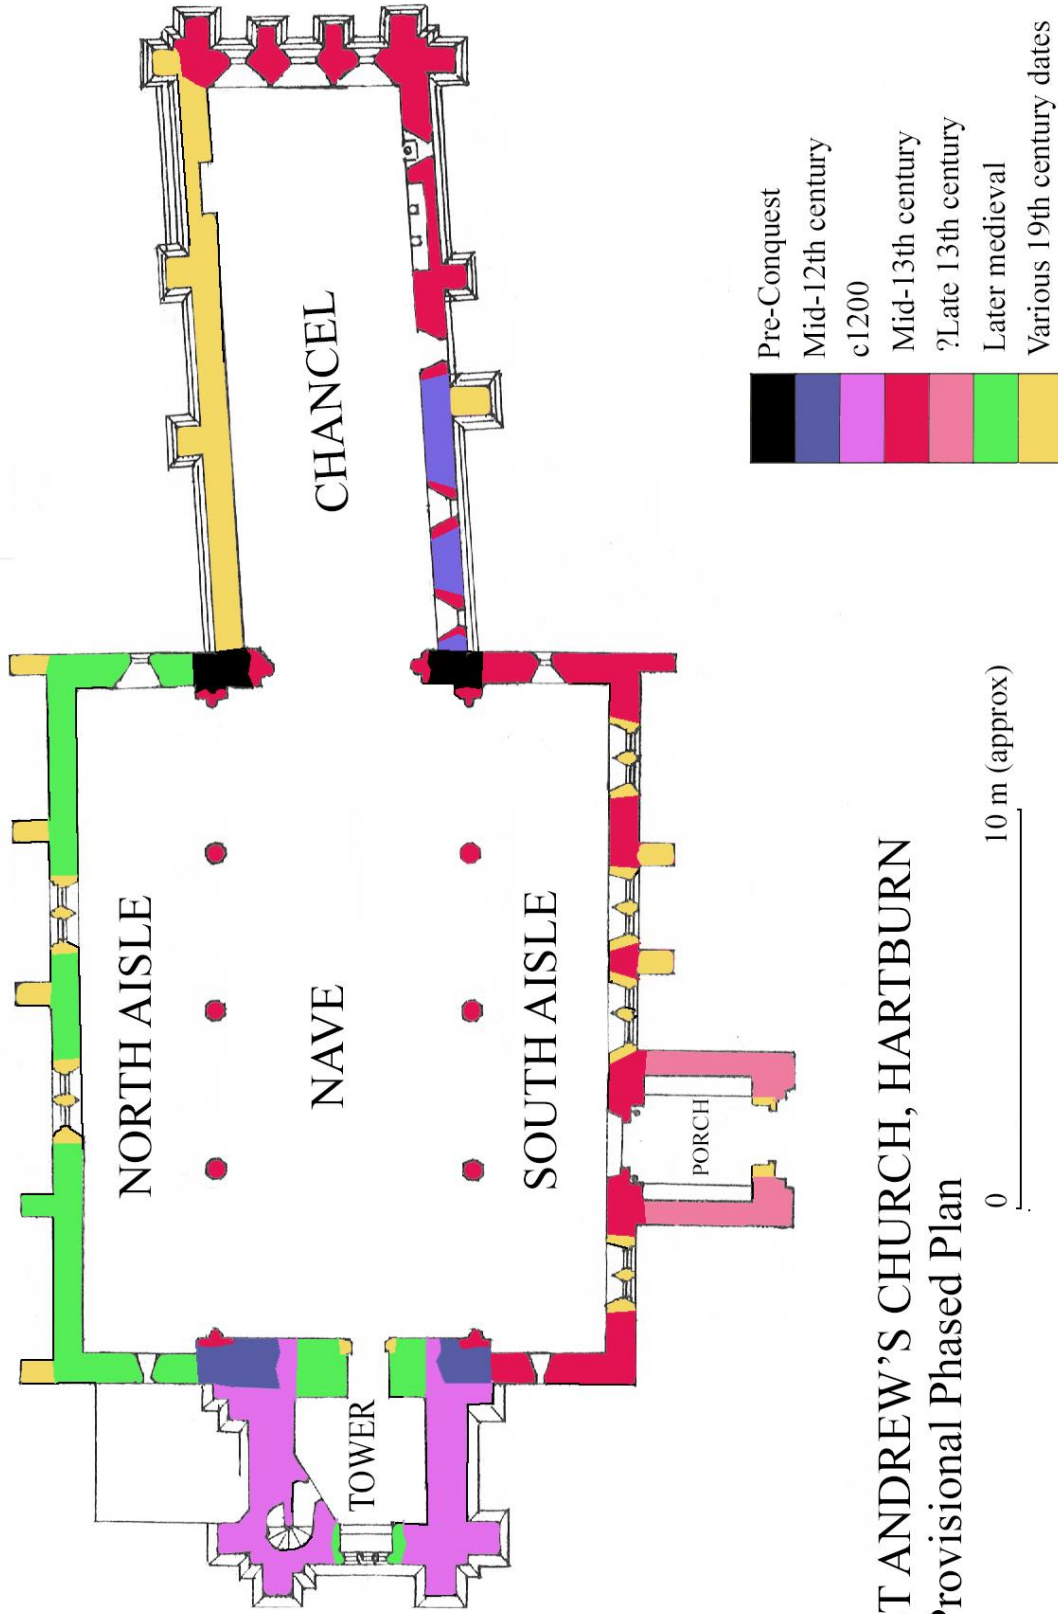 NORTH AISLE
NAVE
SOUTH AISLE
CHANCEL
TOWER
PORCH
T ANDREW'S CHURCH, HARTBURN
Provisional Phased Plan
0
10 m (approx)
Pre-Conquest
Mid-12th century
c1200
Mid-13th century
?Late 13th century
Later medieval
Various 19th century dates